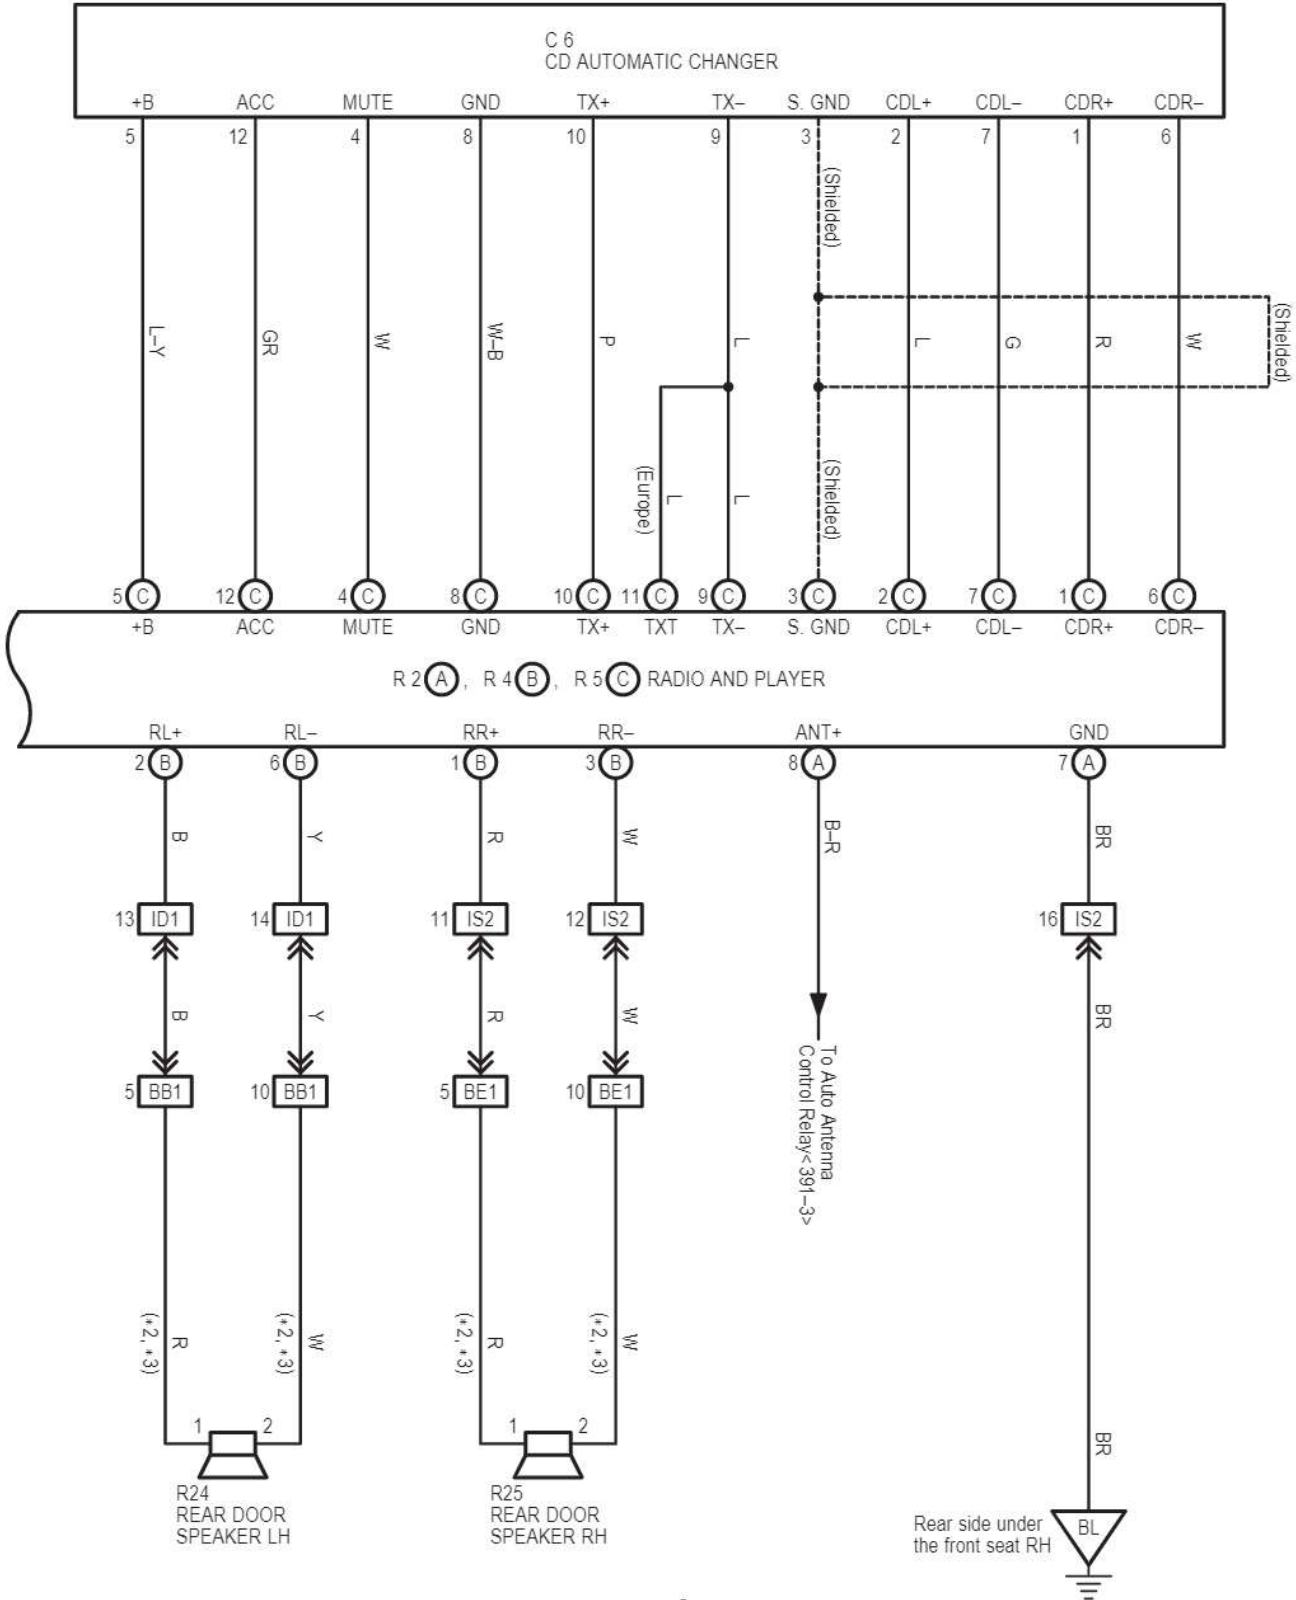 C 6
CD AUTOMATIC CHANGER
+B ACC MUTE GND TX+ TX– S. GND CDL+ CDL– CDR+ CDR–
5 12 4 8 10 9 3 2 7 1 6
(Shielded)
(Shielded)
L–Y GR W W–B P L L G R W
(Europe) L L (Shielded)
5 C 12 C 4 C 8 C 10 C 11 C 9 C 3 C 2 C 7 C 1 C 6 C
+B ACC MUTE GND TX+ TXT TX– S. GND CDL+ CDL– CDR+ CDR–
R 2 A , R 4 B , R 5 C RADIO AND PLAYER
RL+ RL– RR+ RR– ANT+ GND
2 B 6 B 1 B 3 B 8 A 7 A
B Y R W B–R BR
13 ID1 14 ID1 11 IS2 12 IS2 16 IS2
B Y R W BR
5 BB1 10 BB1 5 BE1 10 BE1
To Auto Antenna
Control Relay<391–3>
(*2, *3) R (*2, *3) W (*2, *3) R (*2, *3) W
1 2 1 2 BR
R24
REAR DOOR
SPEAKER LH
R25
REAR DOOR
SPEAKER RH
Rear side under
the front seat RH
BL